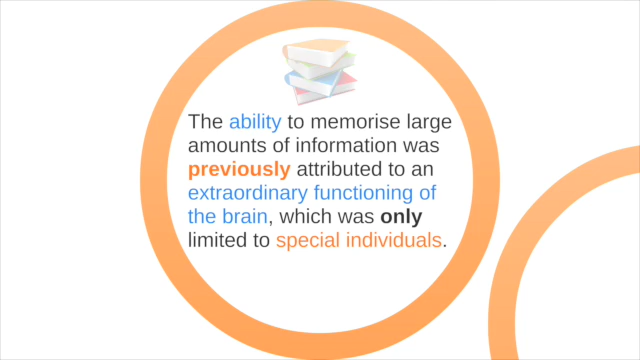 The ability to memorise large
amounts of information was
previously attributed to an
extraordinary functioning of
the brain, which was only
limited to special individuals.